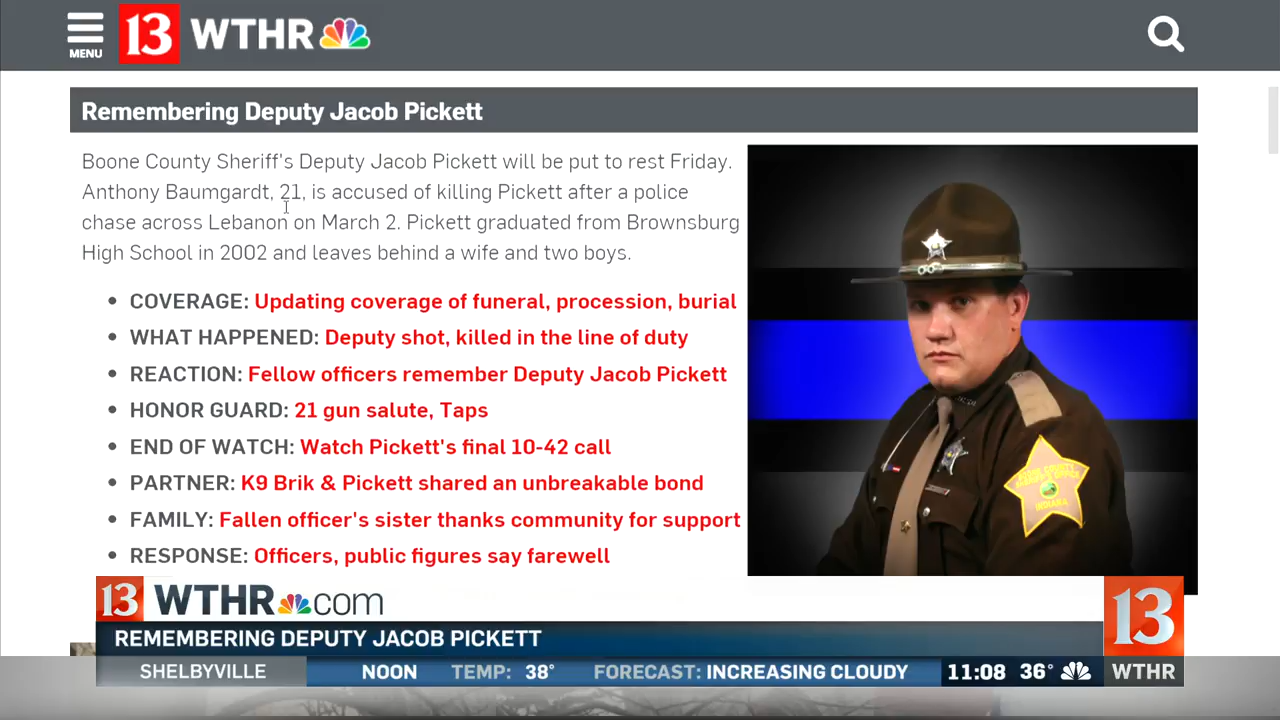 MENU
13 WTHR
Remembering Deputy Jacob Pickett
Boone County Sheriff's Deputy Jacob Pickett will be put to rest Friday.
Anthony Baumgardt, 21, is accused of killing Pickett after a police
chase across Lebanon on March 2. Pickett graduated from Brownsburg
High School in 2002 and leaves behind a wife and two boys.
• COVERAGE: Updating coverage of funeral, procession, burial
• WHAT HAPPENED: Deputy shot, killed in the line of duty
• REACTION: Fellow officers remember Deputy Jacob Pickett
• HONOR GUARD: 21 gun salute, Taps
• END OF WATCH: Watch Pickett's final 10-42 call
• PARTNER: K9 Brik & Pickett shared an unbreakable bond
• FAMILY: Fallen officer's sister thanks community for support
• RESPONSE: Officers, public figures say farewell
BOONE COUNTY
SHERIFF'S OFFICE
INDIANA
13 WTHR.com
REMEMBERING DEPUTY JACOB PICKETT
13
SHELBYVILLE NOON TEMP: 38° FORECAST: INCREASING CLOUDY 11:08 36° WTHR